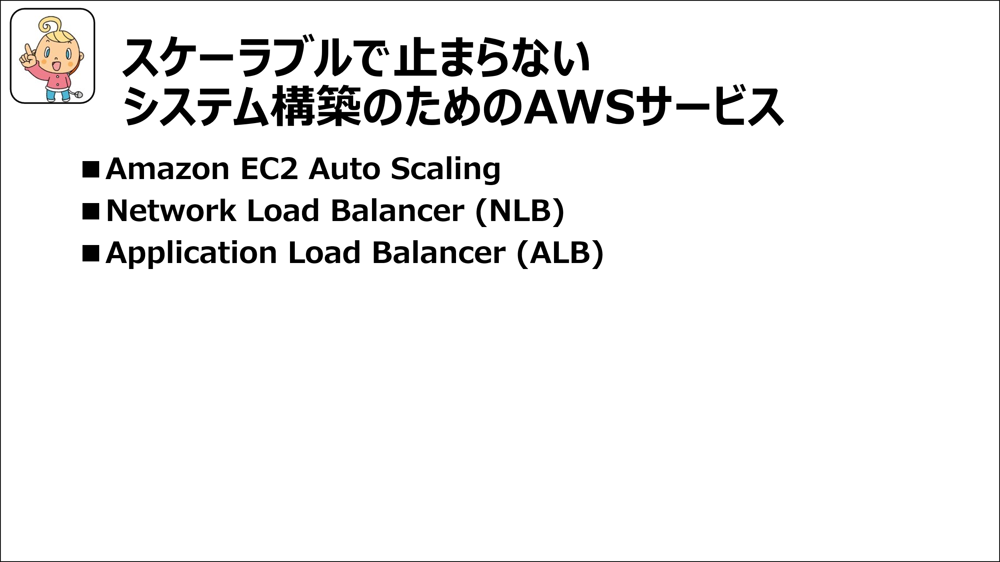 スケーラブルで止まらない
システム構築のためのAWSサービス
■Amazon EC2 Auto Scaling
■Network Load Balancer (NLB)
■Application Load Balancer (ALB)